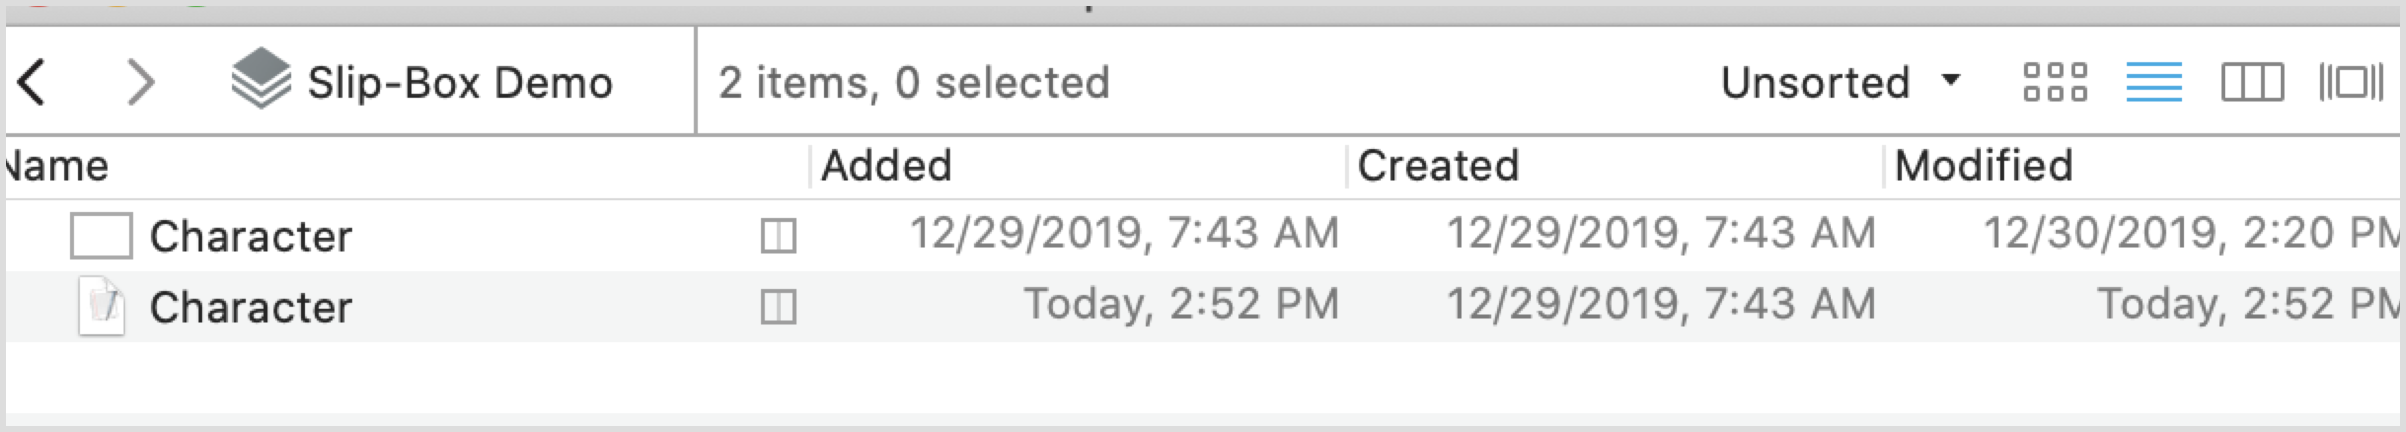 Slip-Box Demo 2 items, 0 selected Unsorted
Name Added Created Modified
Character 12/29/2019, 7:43 AM 12/29/2019, 7:43 AM 12/30/2019, 2:20 PM
Character Today, 2:52 PM 12/29/2019, 7:43 AM Today, 2:52 PM